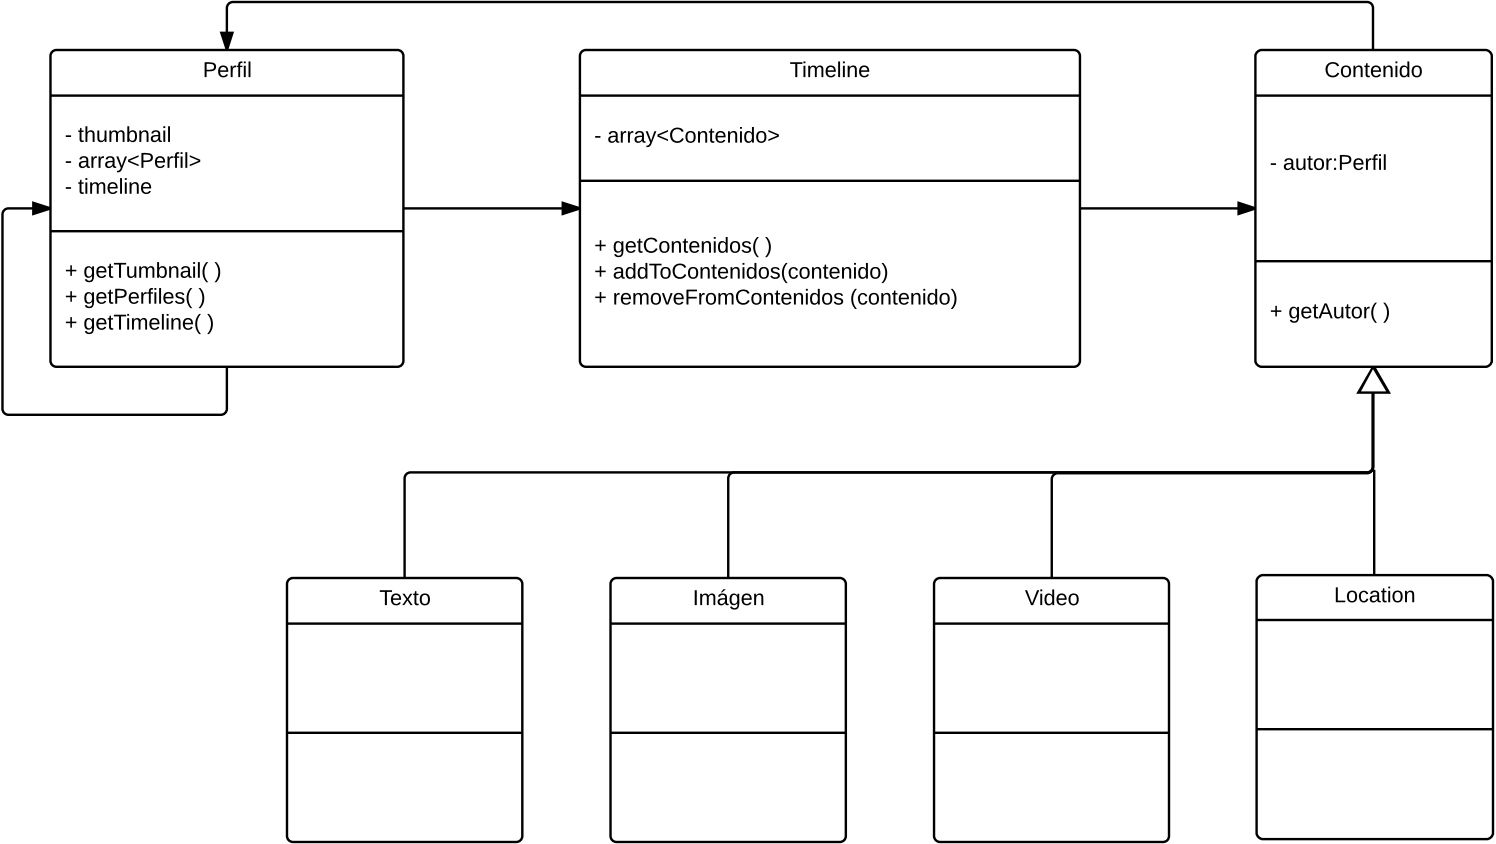 Perfil
- thumbnail
- array<Perfil>
- timeline
+ getTumbnail( )
+ getPerfiles( )
+ getTimeline( )
Timeline
- array<Contenido>
+ getContenidos( )
+ addToContenidos(contenido)
+ removeFromContenidos (contenido)
Contenido
- autor:Perfil
+ getAutor( )
Texto
Imágen
Video
Location